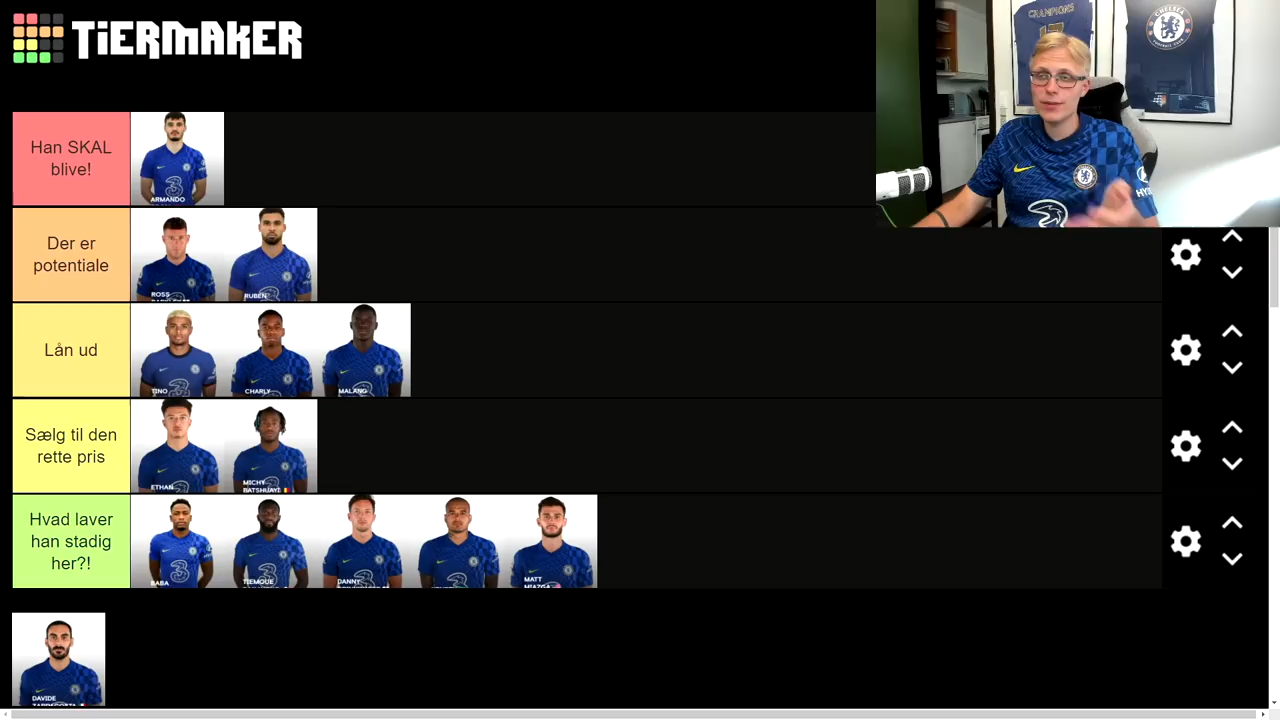 TiERMAKER
CHAMPIONS
CHELSEA
Han SKAL
blive!
ARMANDO
Der er
potentiale
ROSS
RUBEN
Lån ud
TINO
CHARLY
MALANG
Sælg til den
rette pris
ETHAN
MICHY
BATSHUAYI
Hvad laver
han stadig
her?!
BABA
TIEMOUE
DANNY
MATT
MIAZGA
DAVIDE